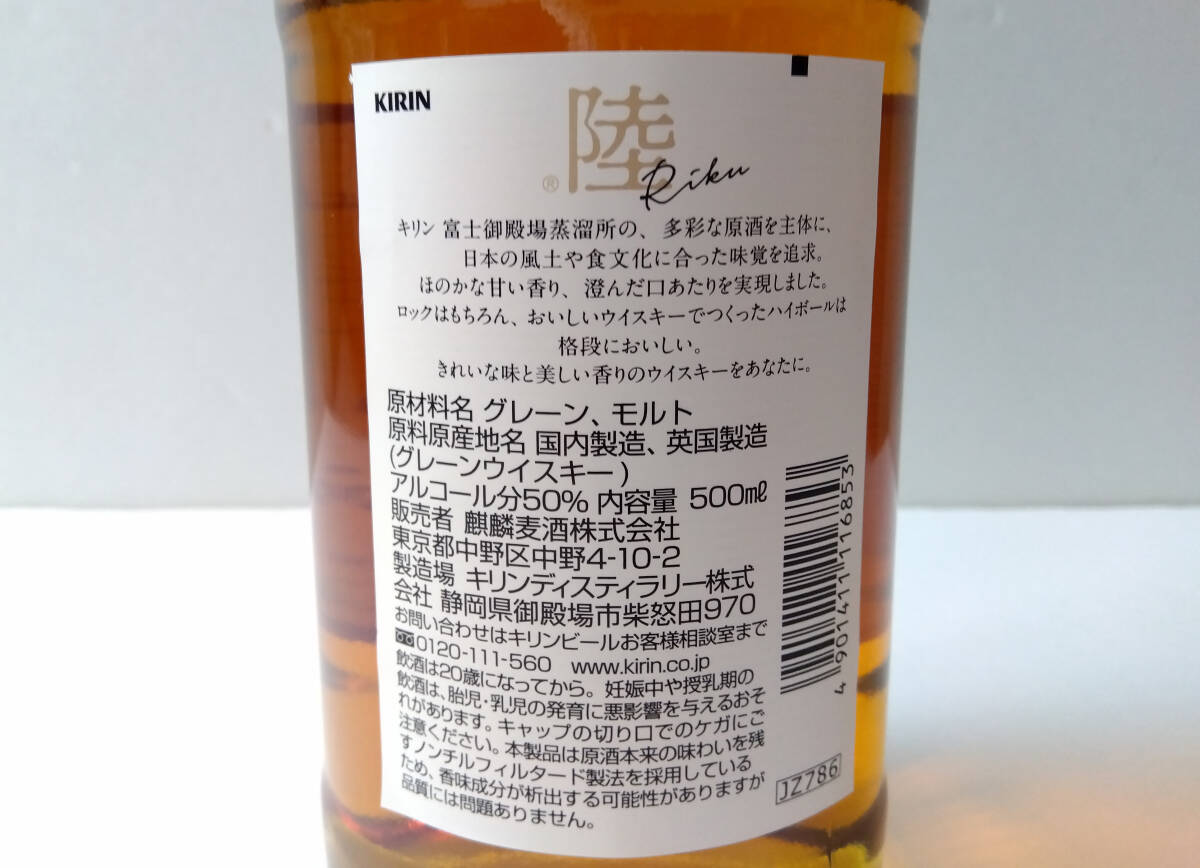 KIRIN
陸
®
Riku
キリン 富士御殿場蒸溜所の、多彩な原酒を主体に、
日本の風土や食文化に合った味覚を追求。
ほのかな甘い香り、澄んだ口あたりを実現しました。
ロックはもちろん、おいしいウイスキーでつくったハイボールは
格段においしい。
きれいな味と美しい香りのウイスキーをあなたに。
原材料名 グレーン、モルト
原料原産地名 国内製造、英国製造
(グレーンウイスキー)
アルコール分50% 内容量 500㎖
販売者 麒麟麦酒株式会社
東京都中野区中野4-10-2
製造場 キリンディスティラリー株式
会社 静岡県御殿場市柴怒田970
お問い合わせはキリンビールお客様相談室まで
0120-111-560 www.kirin.co.jp
飲酒は20歳になってから。妊娠中や授乳期の
飲酒は、胎児・乳児の発育に悪影響を与えるおそ
れがあります。キャップの切り口でのケガにご
注意ください。本製品は原酒本来の味わいを残
すノンチルフィルタード製法を採用している
ため、香味成分が析出する可能性がありますが
品質には問題ありません。
4 901411 116853
JZ786